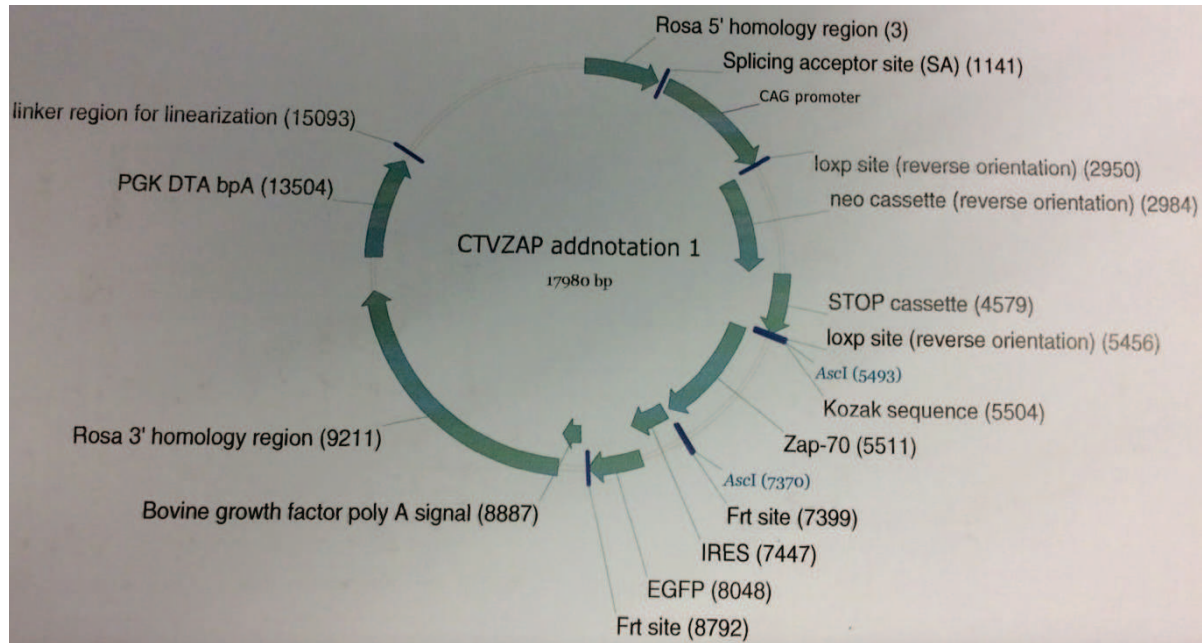 Rosa 5' homology region (3)
Splicing acceptor site (SA) (1141)
CAG promoter
loxp site (reverse orientation) (2950)
neo cassette (reverse orientation) (2984)
STOP cassette (4579)
loxp site (reverse orientation) (5456)
AscI (5493)
Kozak sequence (5504)
Zap-70 (5511)
AscI (7370)
Frt site (7399)
IRES (7447)
EGFP (8048)
Frt site (8792)
Bovine growth factor poly A signal (8887)
Rosa 3' homology region (9211)
PGK DTA bpA (13504)
linker region for linearization (15093)
CTVZAP addnotation 1
17980 bp